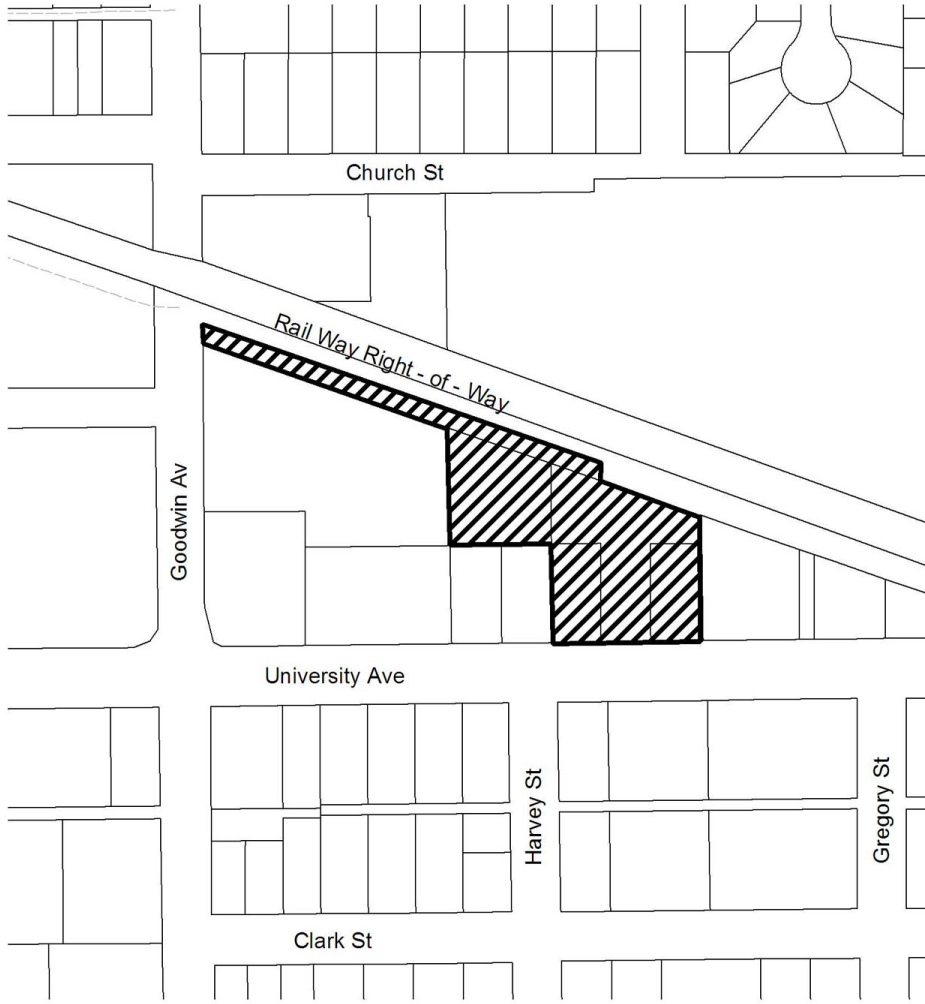 Church St
Rail Way Right - of - Way
Goodwin Av
University Ave
Harvey St
Gregory St
Clark St